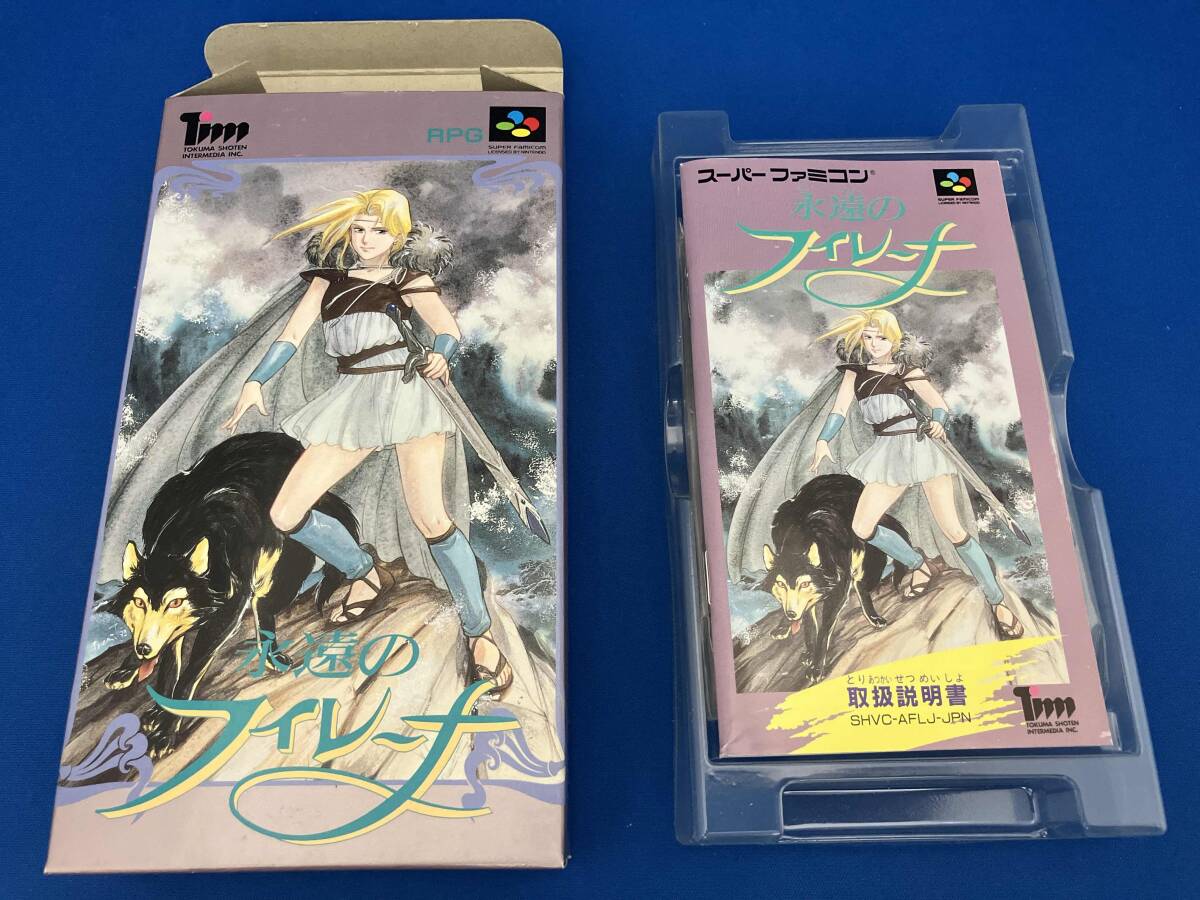 Tim
TOKUMA SHOTEN
INTERMEDIA INC.
RPG
SUPER FAMICOM
LICENSED BY NINTENDO
永遠の
フィレーナ
スーパーファミコン®
SUPER FAMICOM
LICENSED BY NINTENDO
永遠の
フィレーナ
とりあつかいせつめいしょ
取扱説明書
SHVC-AFLJ-JPN
Tim
TOKUMA SHOTEN
INTERMEDIA INC.